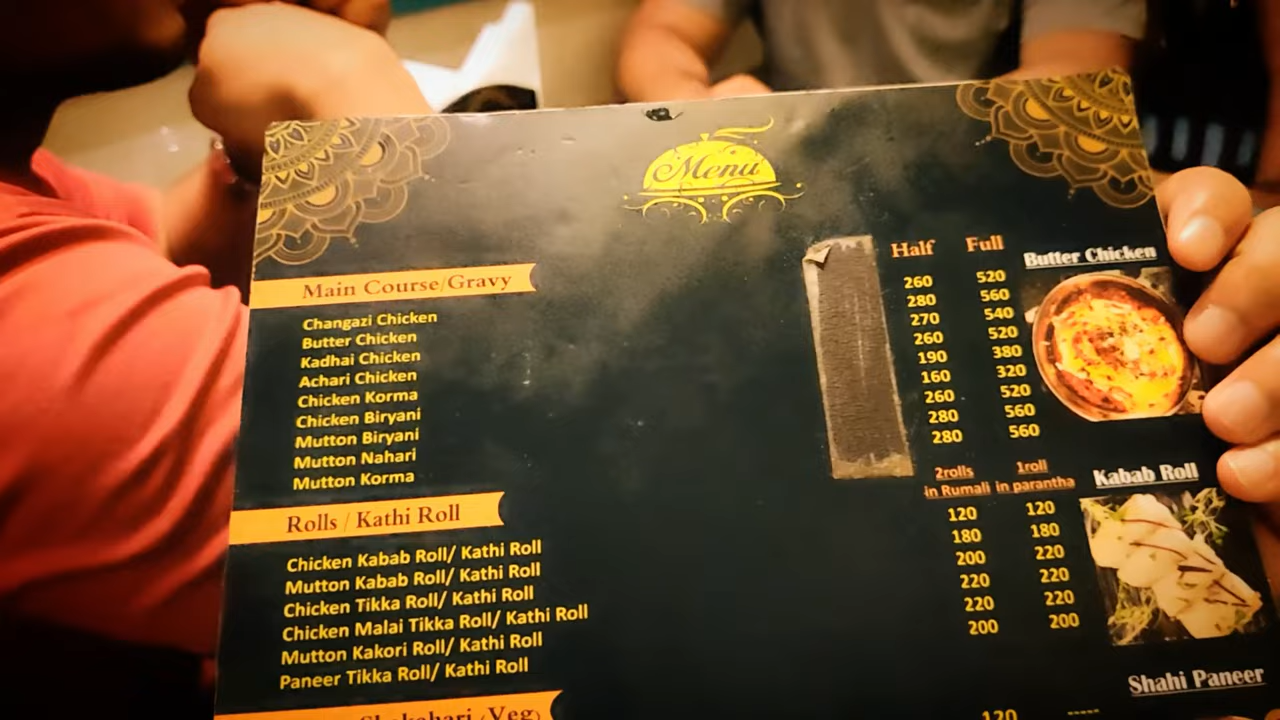 Menu
Half Full
Butter Chicken
Main Course/Gravy
Changazi Chicken 260 520
Butter Chicken 280 560
Kadhai Chicken 270 540
Achari Chicken 260 520
Chicken Korma 190 380
Chicken Biryani 160 320
Mutton Biryani 260 520
Mutton Nahari 280 560
Mutton Korma 280 560
2rolls 1roll
in Rumali in parantha
Kabab Roll
Rolls / Kathi Roll
Chicken Kabab Roll/ Kathi Roll 120 120
Mutton Kabab Roll/ Kathi Roll 180 180
Chicken Tikka Roll/ Kathi Roll 200 220
Chicken Malai Tikka Roll/ Kathi Roll 220 220
Mutton Kakori Roll/ Kathi Roll 220 220
Paneer Tikka Roll/ Kathi Roll 200 200
Shahi Paneer
Shakahari (Veg)
120 -----